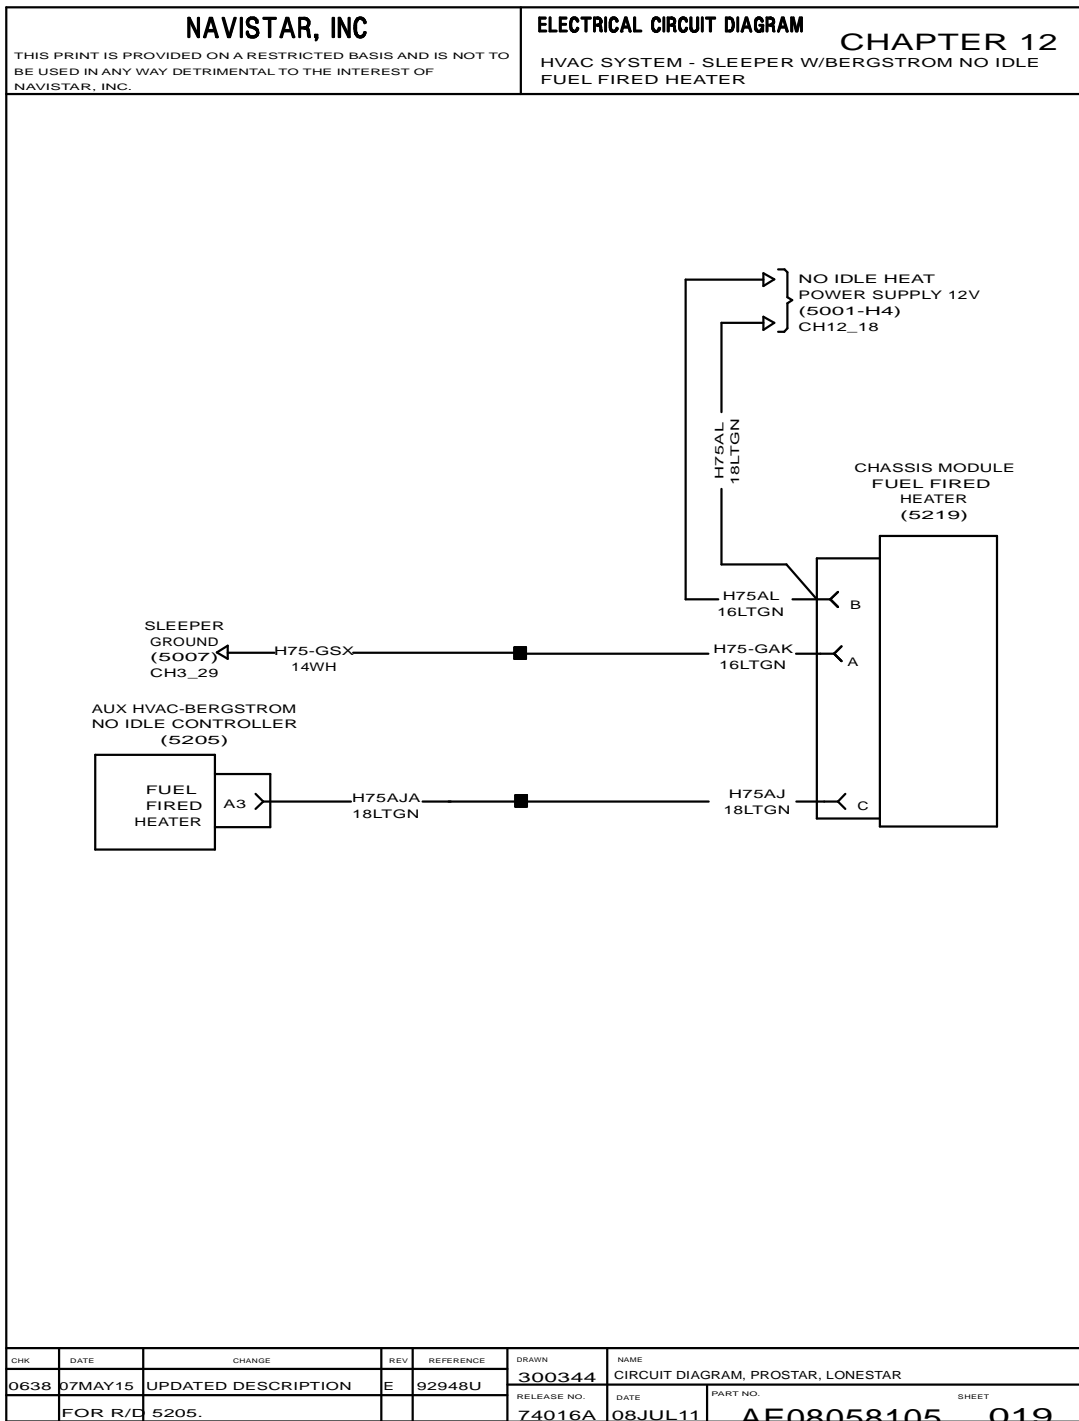 NAVISTAR, INC
THIS PRINT IS PROVIDED ON A RESTRICTED BASIS AND IS NOT TO
BE USED IN ANY WAY DETRIMENTAL TO THE INTEREST OF
NAVISTAR, INC.
ELECTRICAL CIRCUIT DIAGRAM
CHAPTER 12
HVAC SYSTEM - SLEEPER W/BERGSTROM NO IDLE
FUEL FIRED HEATER
NO IDLE HEAT
POWER SUPPLY 12V
(5001-H4)
CH12_18
H75AL
18LTGN
CHASSIS MODULE
FUEL FIRED
HEATER
(5219)
H75AL
16LTGN
B
SLEEPER
GROUND
(5007)
CH3_29
H75-GSX
14WH
H75-GAK
16LTGN
A
AUX HVAC-BERGSTROM
NO IDLE CONTROLLER
(5205)
FUEL
FIRED
HEATER
A3
H75AJA
18LTGN
H75AJ
18LTGN
C
CHK DATE CHANGE REV REFERENCE
0638 07MAY15 UPDATED DESCRIPTION E 92948U
FOR R/D 5205.
DRAWN
300344
NAME
CIRCUIT DIAGRAM, PROSTAR, LONESTAR
RELEASE NO. DATE PART NO. SHEET
74016A 08JUL11 AE08058105 019